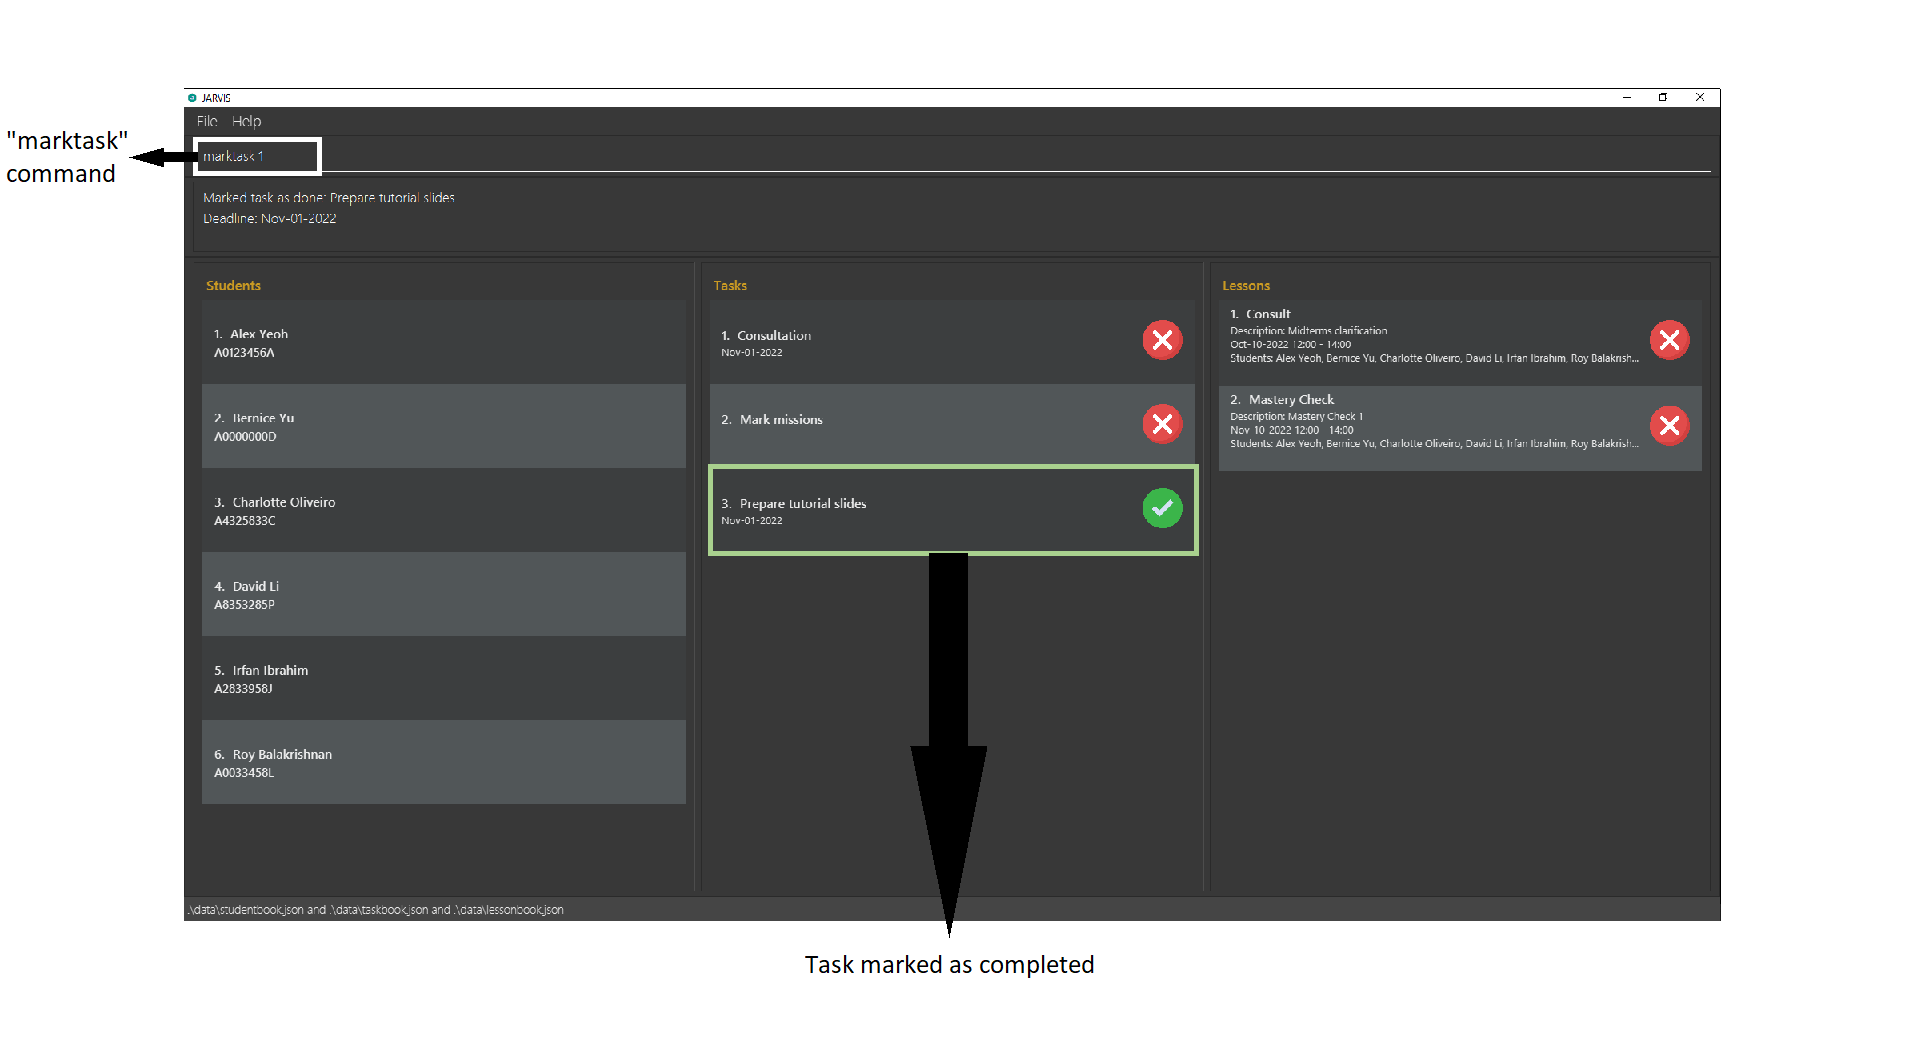 JARVIS
File Help
"marktask"
command
marktask 1
Marked task as done: Prepare tutorial slides
Deadline: Nov-01-2022
Students
1. Alex Yeoh
A0123456A
2. Bernice Yu
A0000000D
3. Charlotte Oliveiro
A4325833C
4. David Li
A8353285P
5. Irfan Ibrahim
A2833958J
6. Roy Balakrishnan
A0033458L
Tasks
1. Consultation
Nov-01-2022
2. Mark missions
3. Prepare tutorial slides
Nov-01-2022
Lessons
1. Consult
Description: Midterms clarification
Oct-10-2022 12:00 - 14:00
Students: Alex Yeoh, Bernice Yu, Charlotte Oliveiro, David Li, Irfan Ibrahim, Roy Balakrish...
2. Mastery Check
Description: Mastery Check 1
Nov-10-2022 12:00 - 14:00
Students: Alex Yeoh, Bernice Yu, Charlotte Oliveiro, David Li, Irfan Ibrahim, Roy Balakrish...
.\data\studentbook.json and .\data\taskbook.json and .\data\lessonbook.json
Task marked as completed